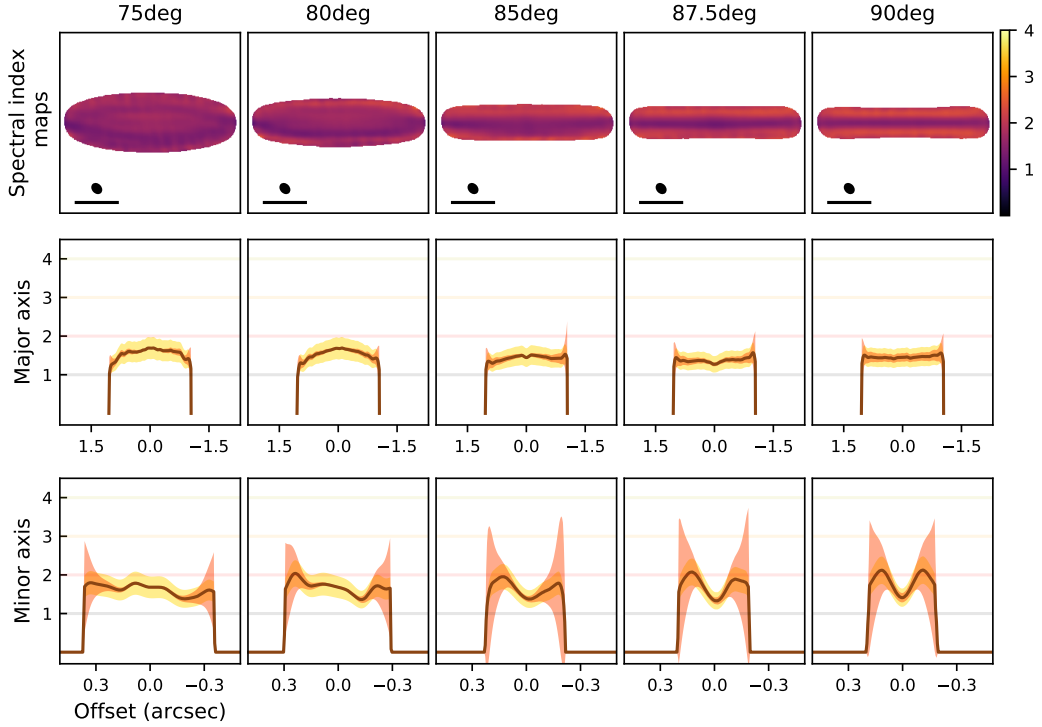 75deg 80deg 85deg 87.5deg 90deg
Spectral index
maps
4
3
2
1
Major axis
4
3
2
1
1.5 0.0 −1.5 1.5 0.0 −1.5 1.5 0.0 −1.5 1.5 0.0 −1.5 1.5 0.0 −1.5
Minor axis
4
3
2
1
0.3 0.0 −0.3 0.3 0.0 −0.3 0.3 0.0 −0.3 0.3 0.0 −0.3 0.3 0.0 −0.3
Offset (arcsec)